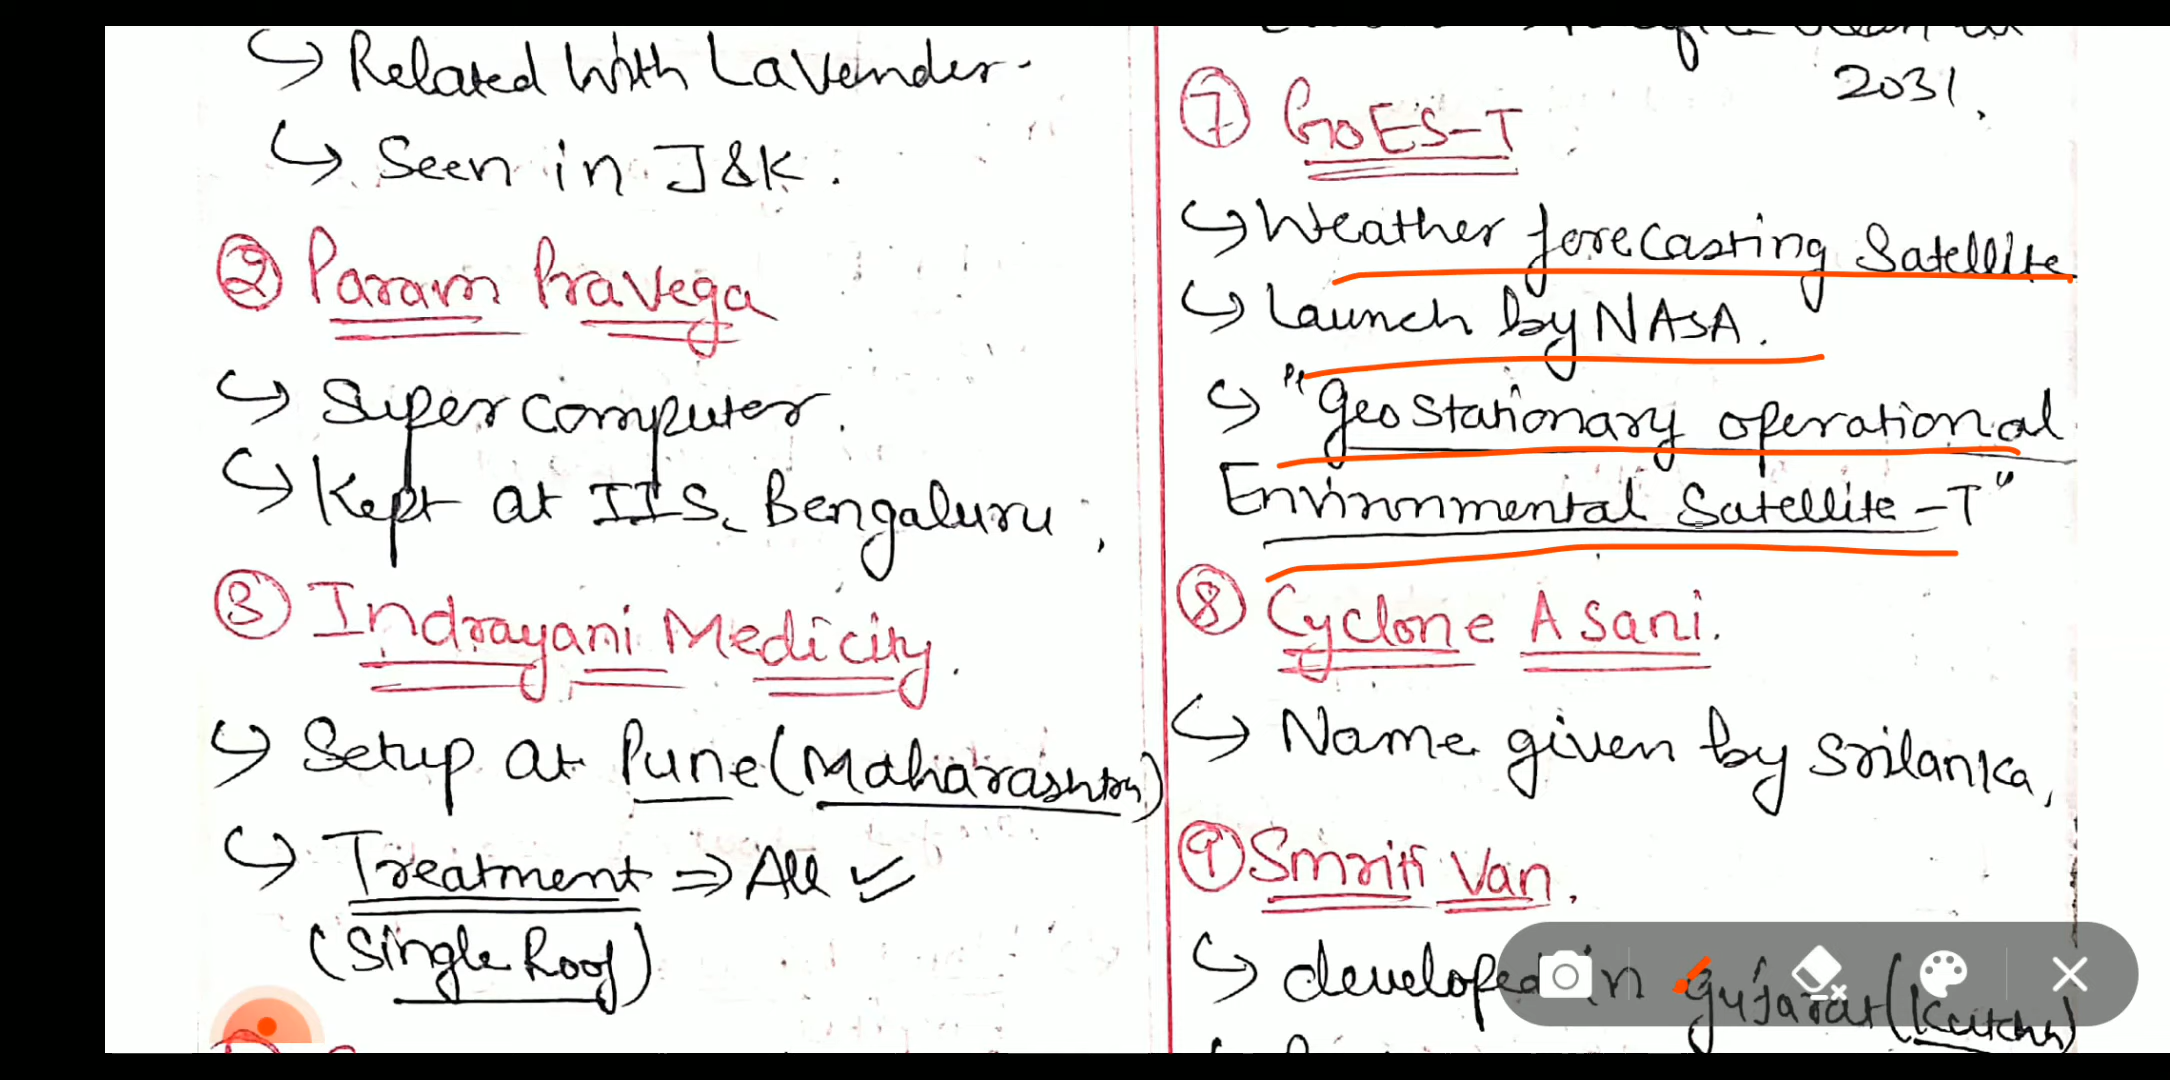 ↳ Related With Lavender.
↳ Seen in J&K.
② Param Pravega
↳ Super computer.
↳ Kept at IISc Bengaluru.
③ Indrayani Medicity.
↳ Setup at Pune (Maharashtra)
↳ Treatment ⇒ All ✓
(Single Roof)
2031.
⑦ GoES-T
↳ Weather forecasting Satellite
↳ Launch by NASA.
↳ "Geostationary operational
Environmental Satellite-T"
⑧ Cyclone Asani.
↳ Name given by Srilanka,
⑨ Smriti Van.
↳ developed in Gujarat (Kutchh)